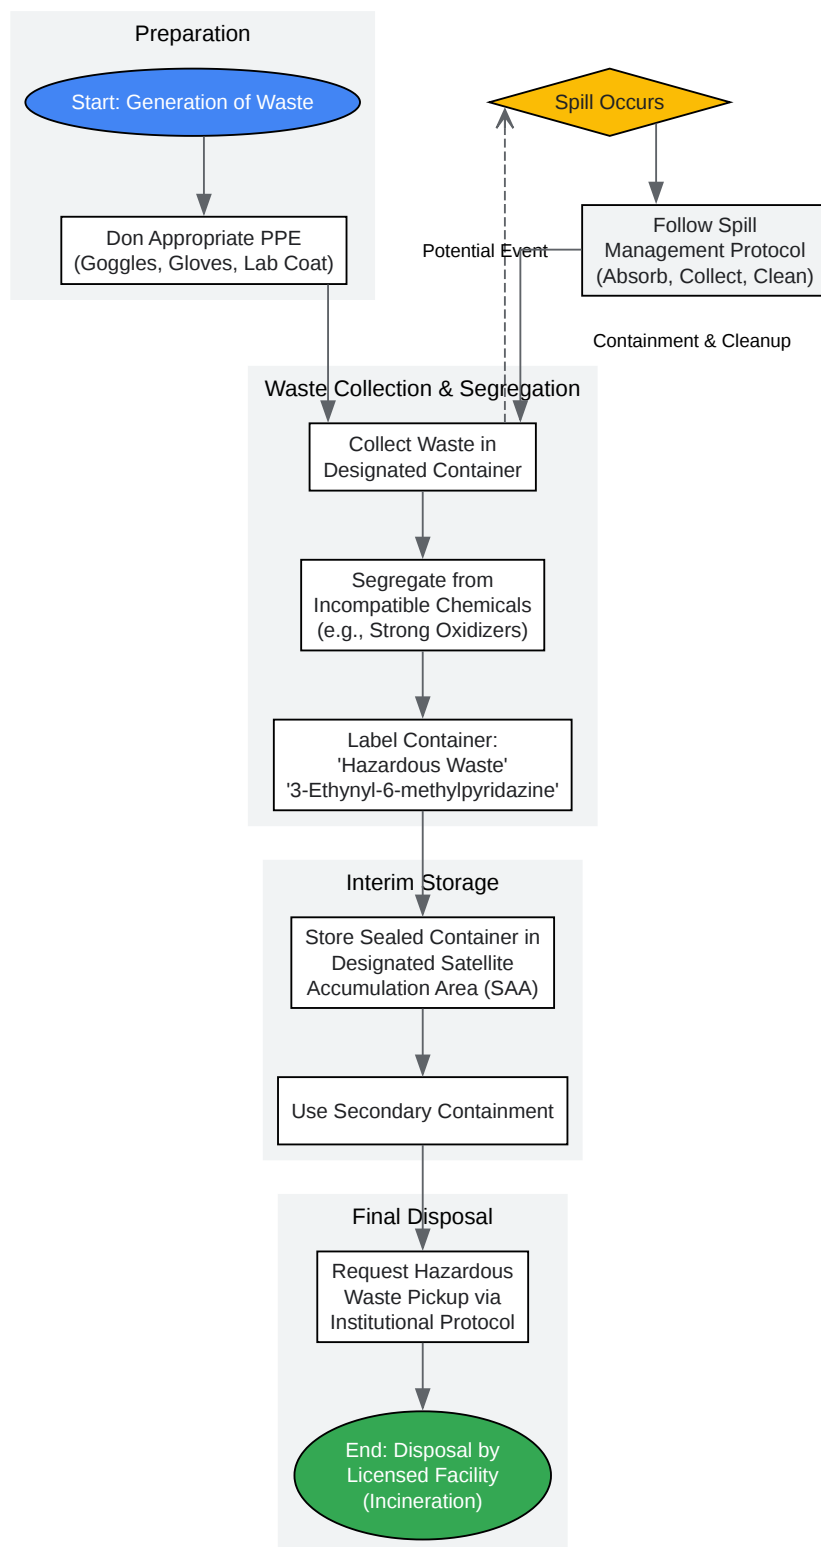 Preparation
Start: Generation of Waste
Spill Occurs
Don Appropriate PPE
(Goggles, Gloves, Lab Coat)
Follow Spill
Management Protocol
(Absorb, Collect, Clean)
Potential Event
Containment & Cleanup
Waste Collection & Segregation
Collect Waste in
Designated Container
Segregate from
Incompatible Chemicals
(e.g., Strong Oxidizers)
Label Container:
'Hazardous Waste'
'3-Ethynyl-6-methylpyridazine'
Interim Storage
Store Sealed Container in
Designated Satellite
Accumulation Area (SAA)
Use Secondary Containment
Final Disposal
Request Hazardous
Waste Pickup via
Institutional Protocol
End: Disposal by
Licensed Facility
(Incineration)